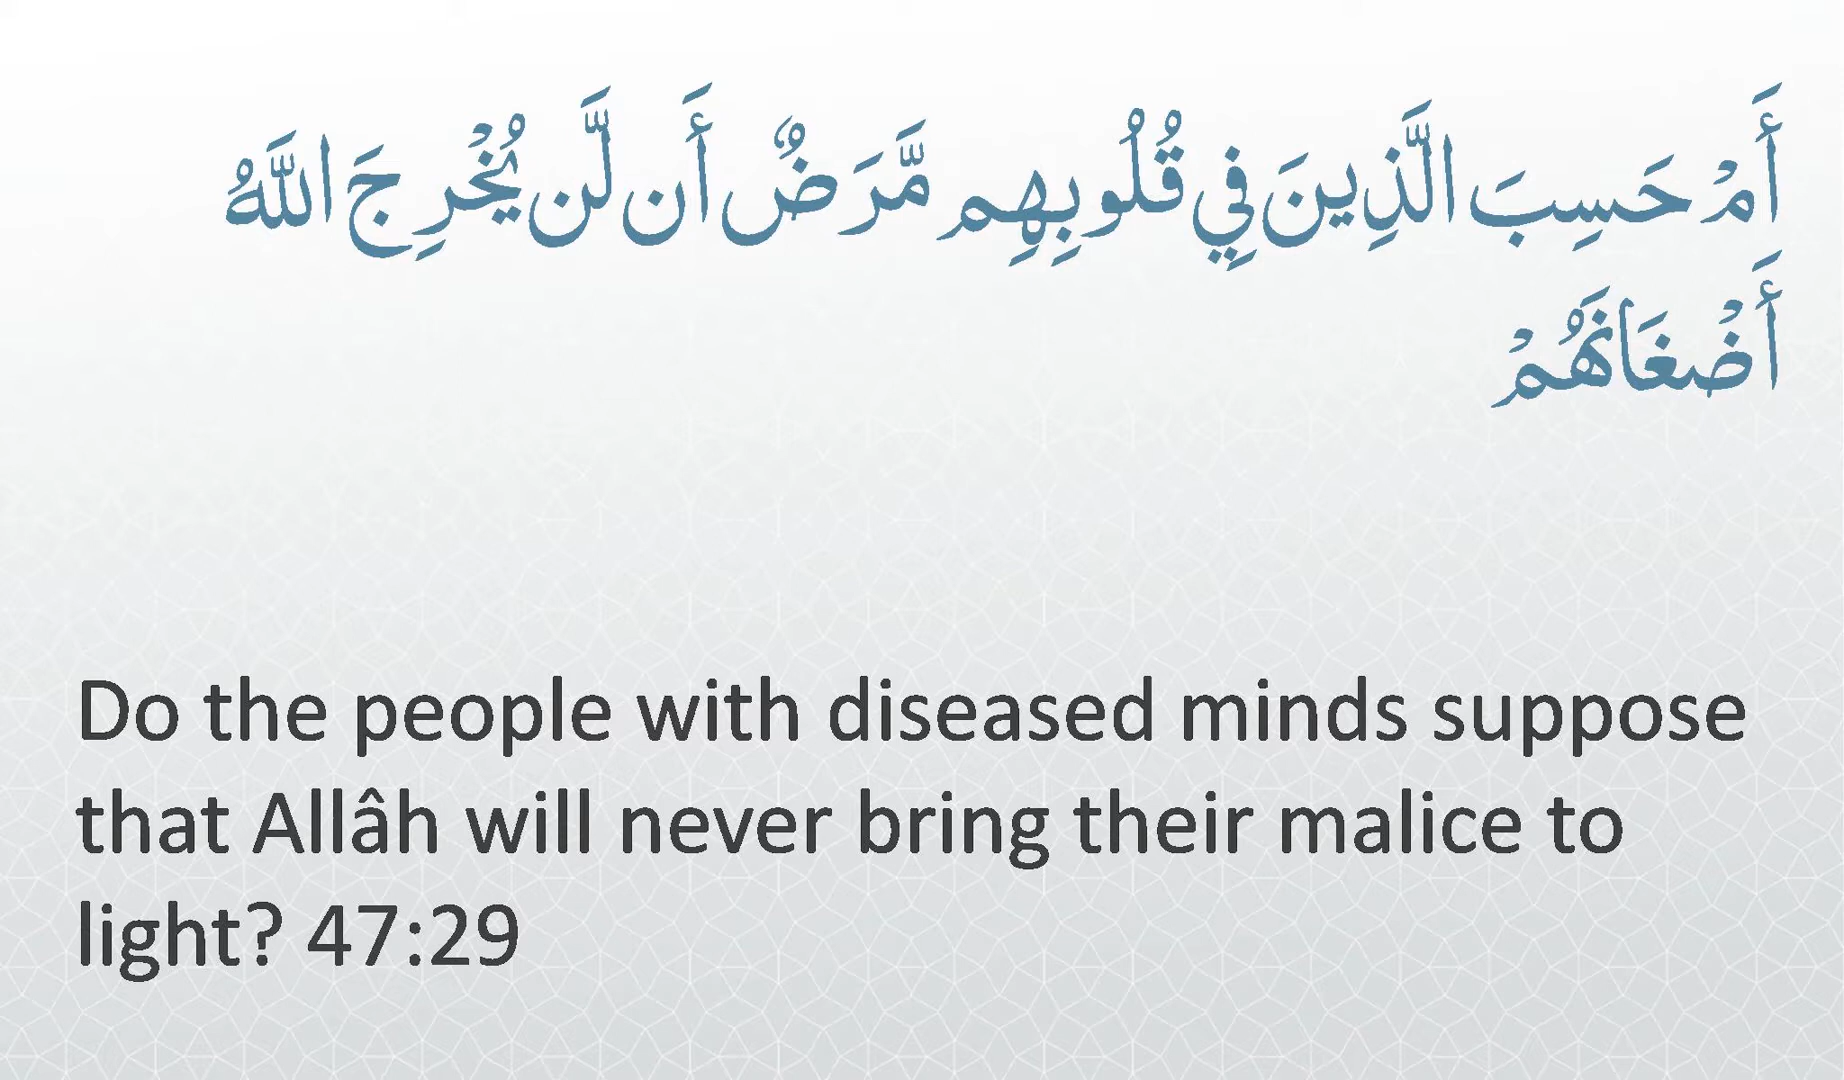 أَمْ حَسِبَ الَّذِينَ فِي قُلُوبِهِم مَّرَضٌ أَن لَّن يُخْرِجَ اللَّهُ
أَضْغَانَهُمْ
Do the people with diseased minds suppose
that Allâh will never bring their malice to
light? 47:29